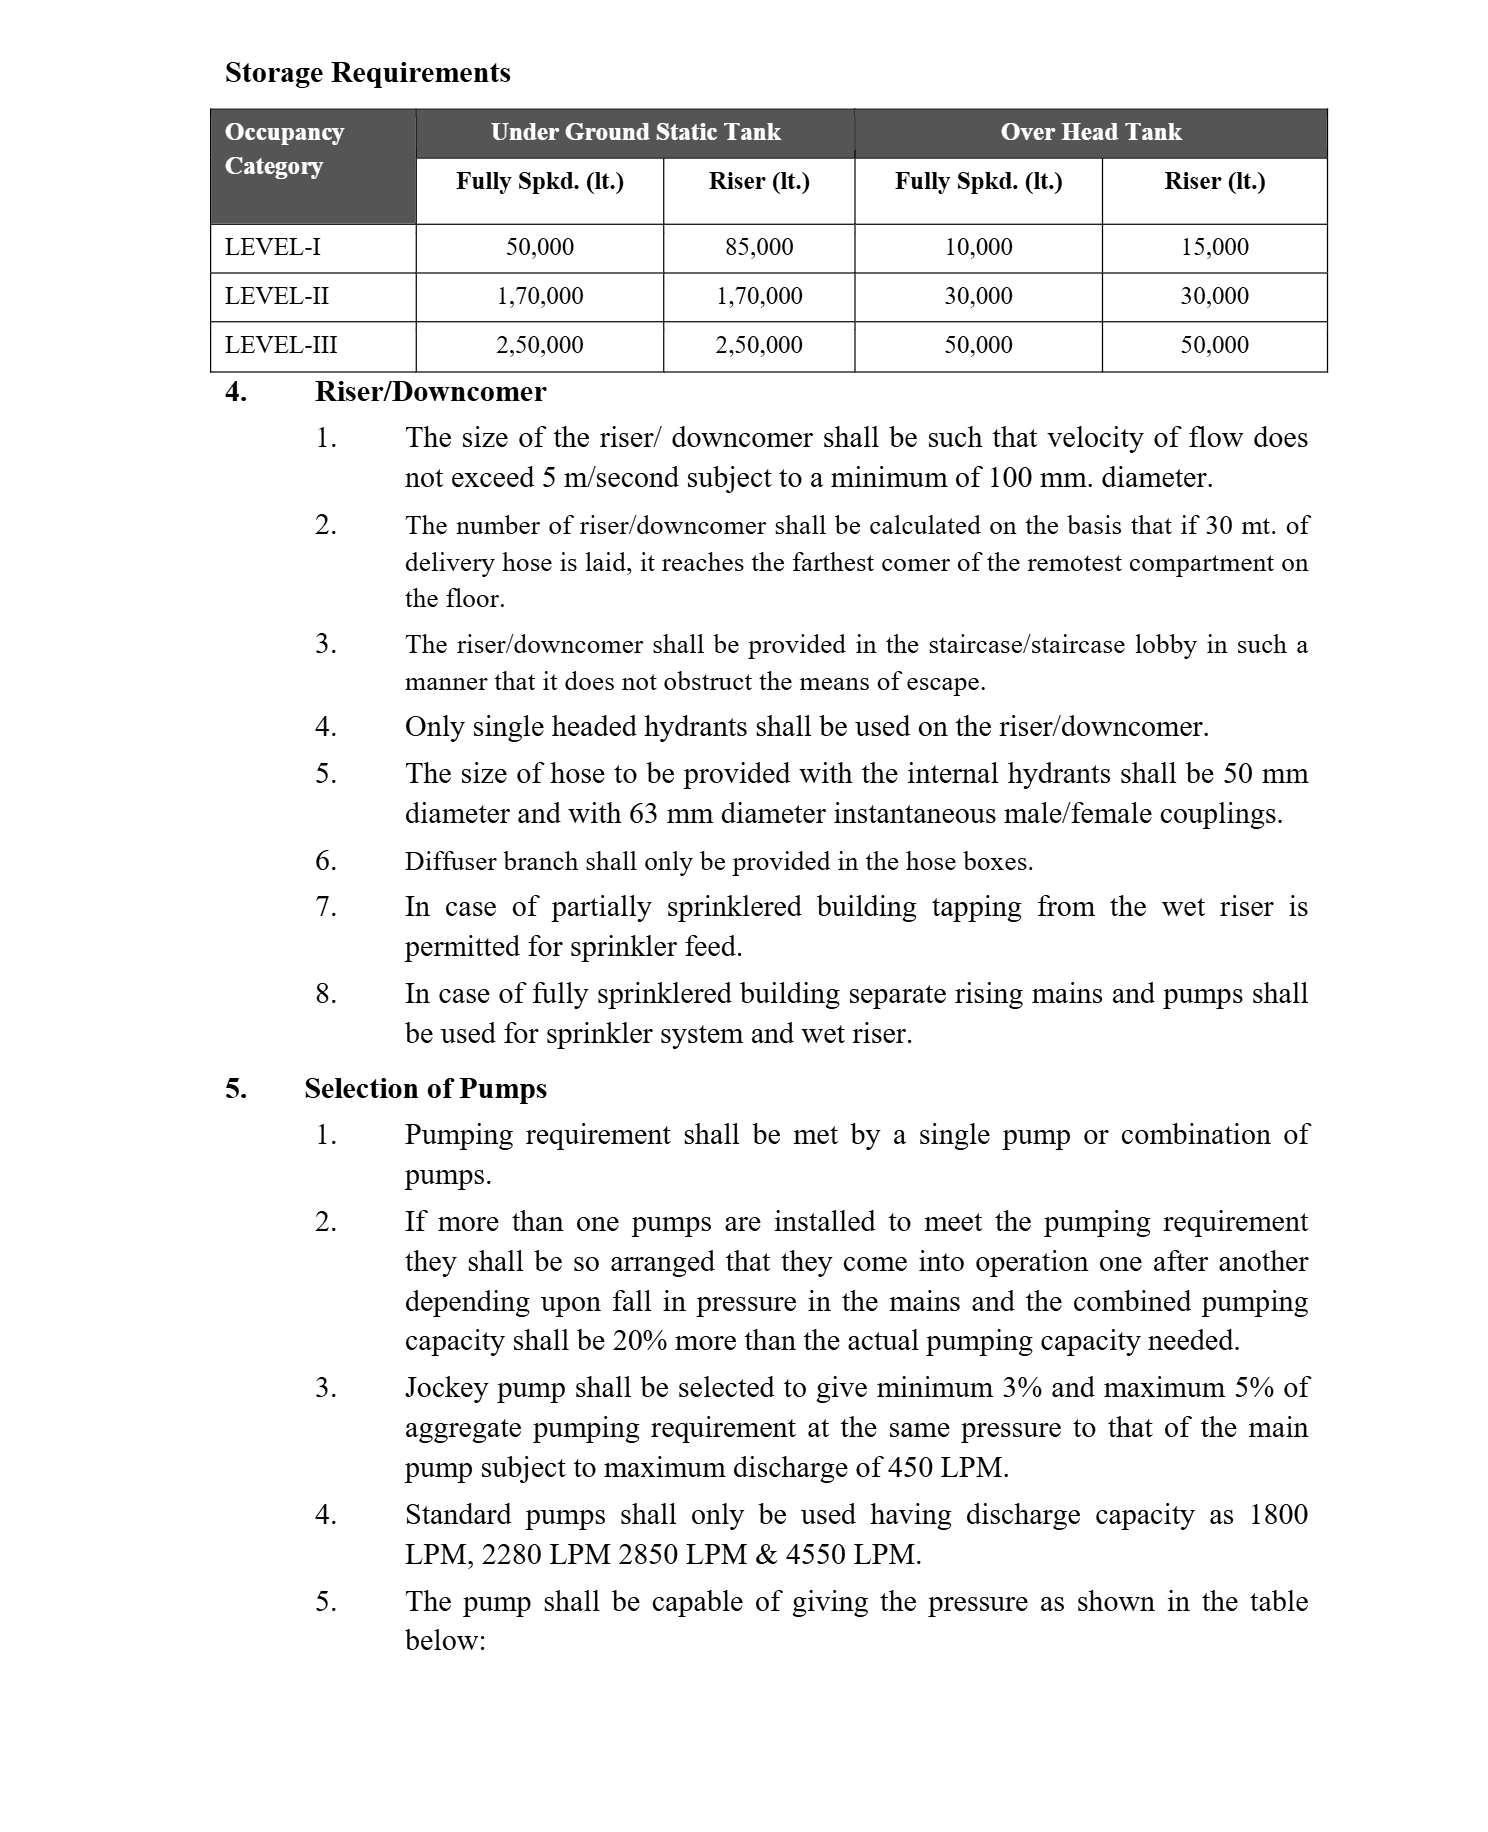 Storage Requirements
Occupancy Category Under Ground Static Tank Over Head Tank
Fully Spkd. (lt.) Riser (lt.) Fully Spkd. (lt.) Riser (lt.)
LEVEL-I 50,000 85,000 10,000 15,000
LEVEL-II 1,70,000 1,70,000 30,000 30,000
LEVEL-III 2,50,000 2,50,000 50,000 50,000
4. Riser/Downcomer
1. The size of the riser/ downcomer shall be such that velocity of flow does
not exceed 5 m/second subject to a minimum of 100 mm. diameter.
2. The number of riser/downcomer shall be calculated on the basis that if 30 mt. of
delivery hose is laid, it reaches the farthest comer of the remotest compartment on
the floor.
3. The riser/downcomer shall be provided in the staircase/staircase lobby in such a
manner that it does not obstruct the means of escape.
4. Only single headed hydrants shall be used on the riser/downcomer.
5. The size of hose to be provided with the internal hydrants shall be 50 mm
diameter and with 63 mm diameter instantaneous male/female couplings.
6. Diffuser branch shall only be provided in the hose boxes.
7. In case of partially sprinklered building tapping from the wet riser is
permitted for sprinkler feed.
8. In case of fully sprinklered building separate rising mains and pumps shall
be used for sprinkler system and wet riser.
5. Selection of Pumps
1. Pumping requirement shall be met by a single pump or combination of
pumps.
2. If more than one pumps are installed to meet the pumping requirement
they shall be so arranged that they come into operation one after another
depending upon fall in pressure in the mains and the combined pumping
capacity shall be 20% more than the actual pumping capacity needed.
3. Jockey pump shall be selected to give minimum 3% and maximum 5% of
aggregate pumping requirement at the same pressure to that of the main
pump subject to maximum discharge of 450 LPM.
4. Standard pumps shall only be used having discharge capacity as 1800
LPM, 2280 LPM 2850 LPM & 4550 LPM.
5. The pump shall be capable of giving the pressure as shown in the table
below: